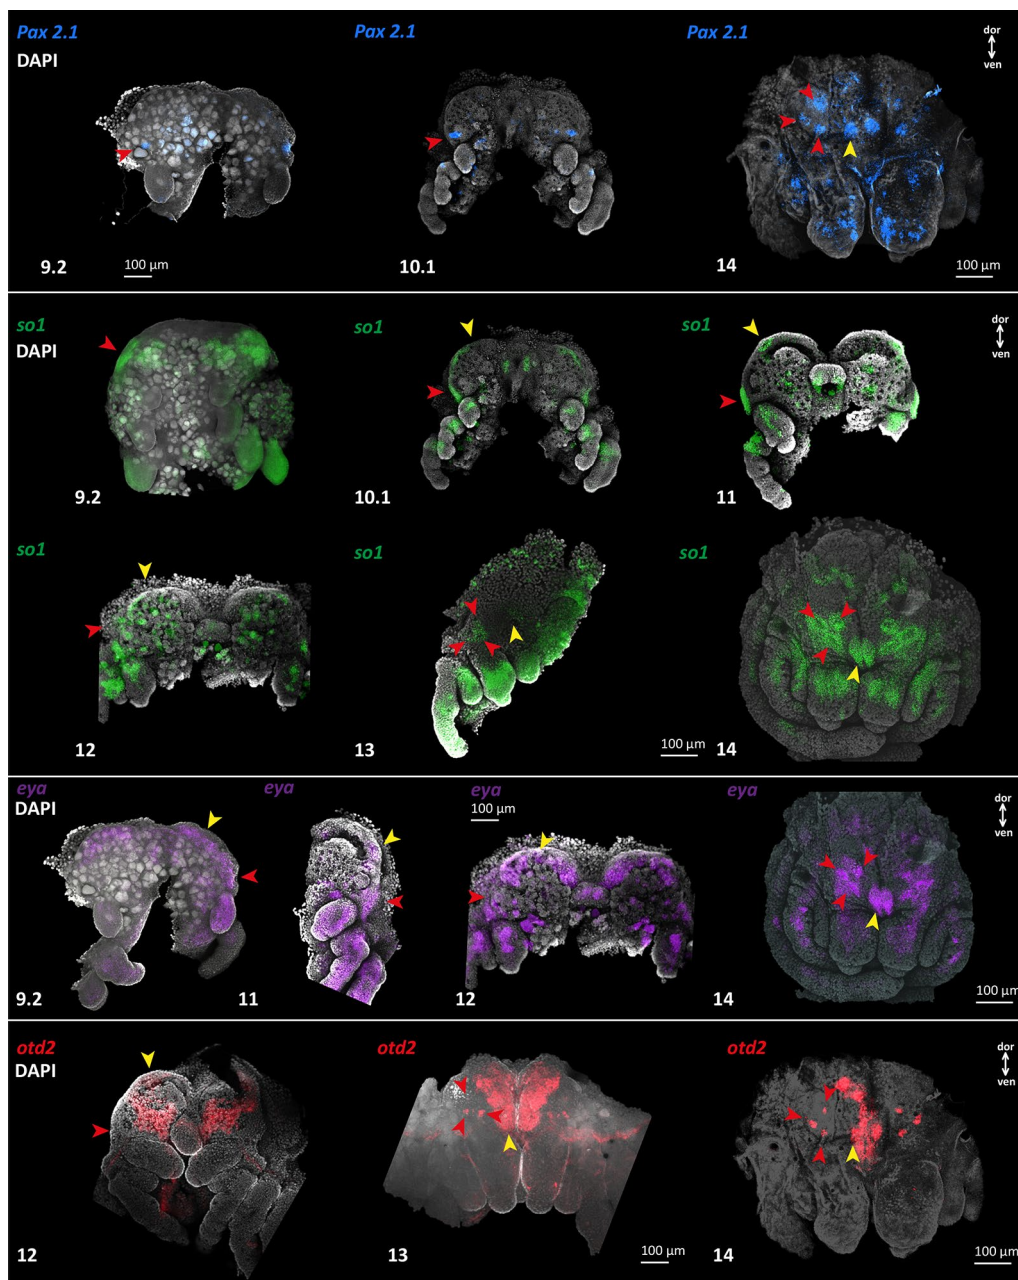 Pax 2.1
DAPI
Pax 2.1
Pax 2.1
dor
ven
9.2
100 µm
10.1
14
100 µm
so1
DAPI
so1
so1
dor
ven
9.2
10.1
11
so1
so1
so1
12
13
100 µm
14
eya
DAPI
eya
eya
100 µm
eya
dor
ven
9.2
11
12
14
100 µm
otd2
DAPI
otd2
otd2
dor
ven
12
13
100 µm
14
100 µm